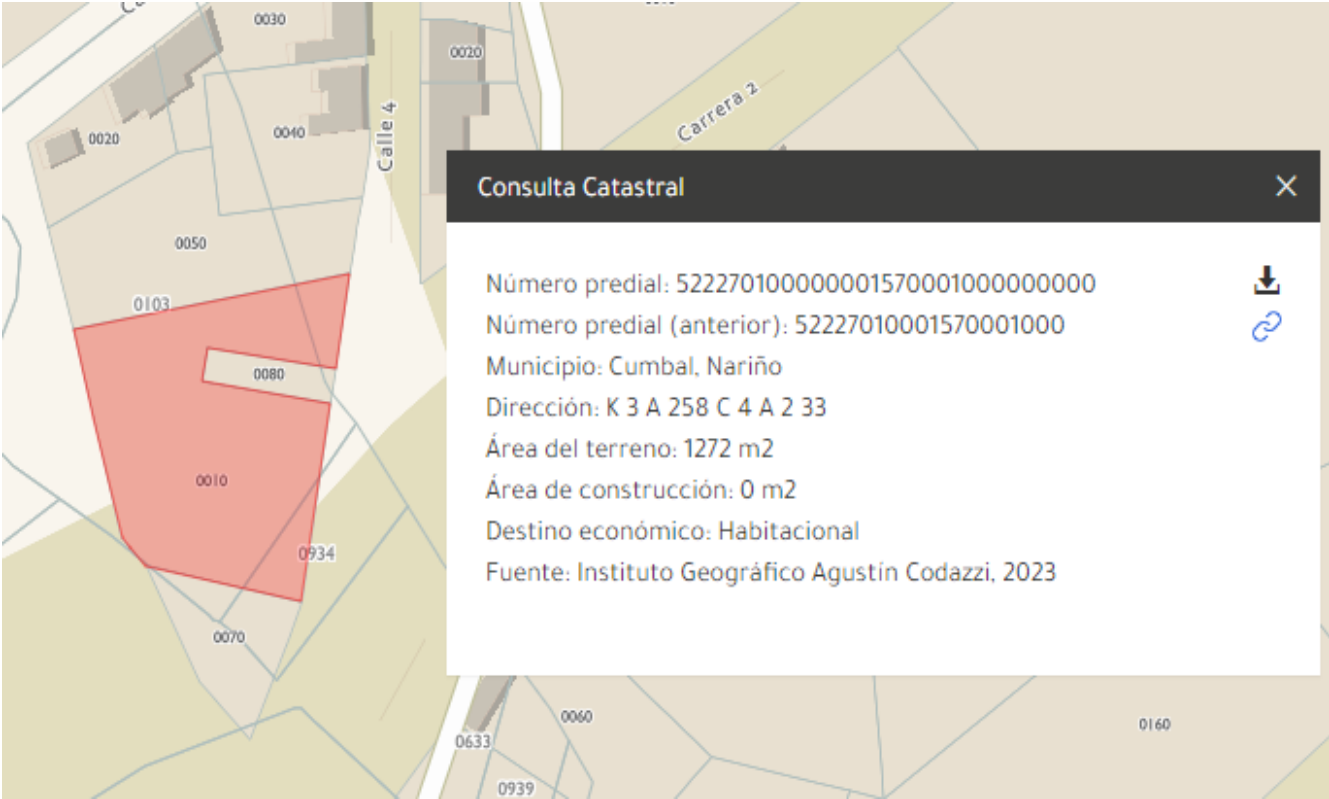 0030
0020
0020
0040
Calle 4
Carrera 2
0050
0103
0080
0010
0934
0070
0633
0060
0939
0160
Consulta Catastral
Número predial: 522270100000001570001000000000
Número predial (anterior): 52227010001570001000
Municipio: Cumbal, Nariño
Dirección: K 3 A 258 C 4 A 2 33
Área del terreno: 1272 m2
Área de construcción: 0 m2
Destino económico: Habitacional
Fuente: Instituto Geográfico Agustín Codazzi, 2023